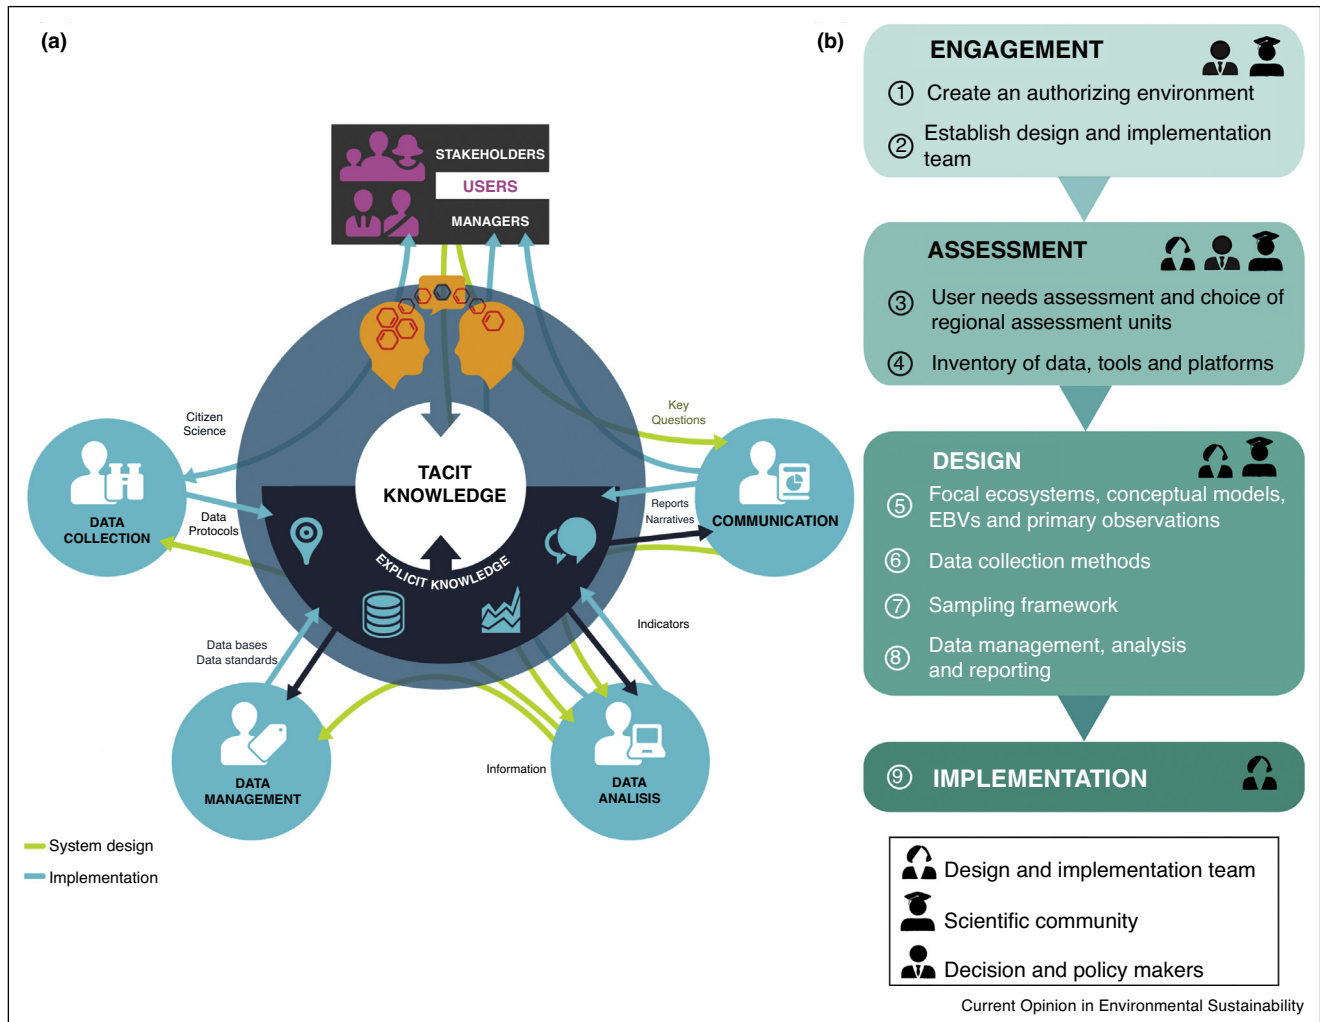 (a)
STAKEHOLDERS
USERS
MANAGERS
Citizen
Science
Key
Questions
TACIT
KNOWLEDGE
EXPLICIT KNOWLEDGE
DATA
COLLECTION
Data
Protocols
Reports
Narratives
COMMUNICATION
Indicators
Data bases
Data standards
DATA
MANAGEMENT
Information
DATA
ANALISIS
System design
Implementation
(b)
ENGAGEMENT
1 Create an authorizing environment
2 Establish design and implementation
team
ASSESSMENT
3 User needs assessment and choice of
regional assessment units
4 Inventory of data, tools and platforms
DESIGN
5 Focal ecosystems, conceptual models,
EBVs and primary observations
6 Data collection methods
7 Sampling framework
8 Data management, analysis
and reporting
9 IMPLEMENTATION
Design and implementation team
Scientific community
Decision and policy makers
Current Opinion in Environmental Sustainability